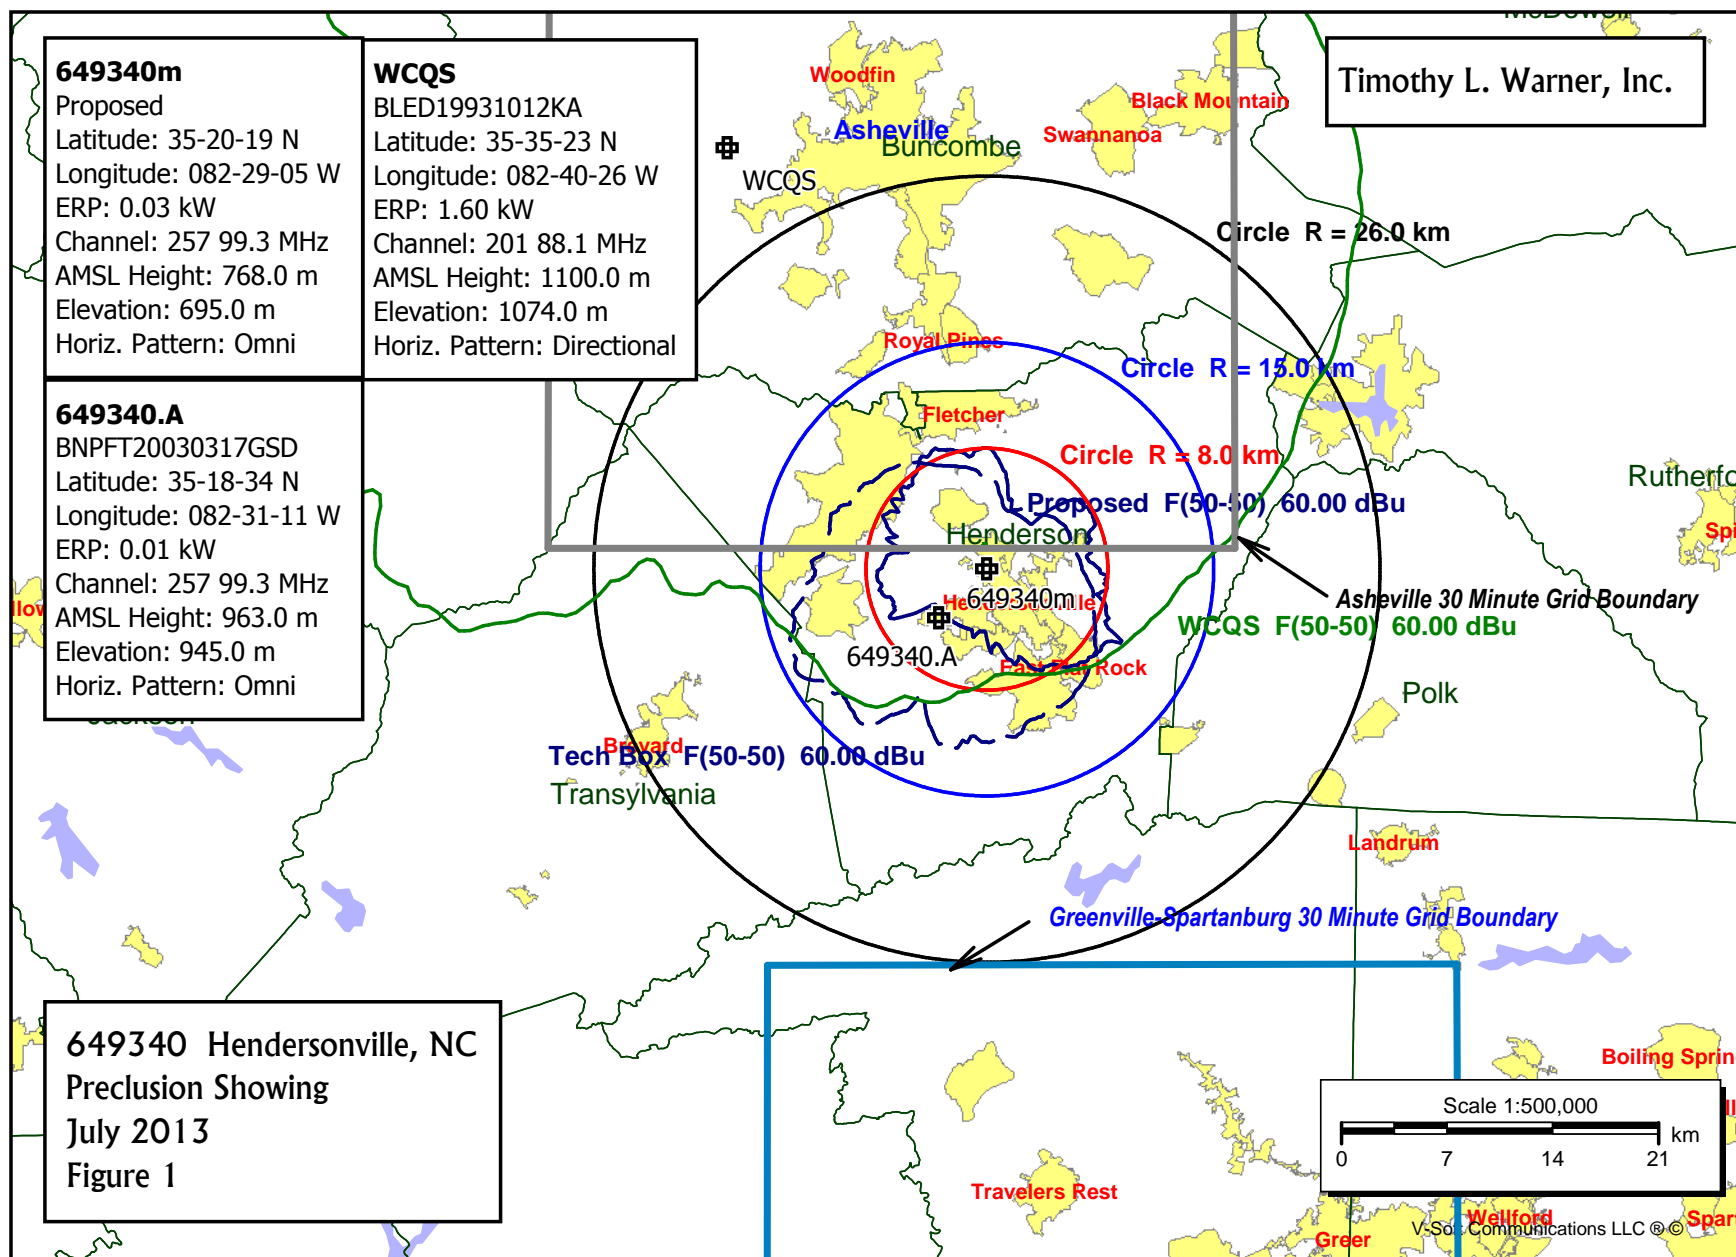 649340m
Proposed
Latitude: 35-20-19 N
Longitude: 082-29-05 W
ERP: 0.03 kW
Channel: 257 99.3 MHz
AMSL Height: 768.0 m
Elevation: 695.0 m
Horiz. Pattern: Omni
WCQS
BLED19931012KA
Latitude: 35-35-23 N
Longitude: 082-40-26 W
ERP: 1.60 kW
Channel: 201 88.1 MHz
AMSL Height: 1100.0 m
Elevation: 1074.0 m
Horiz. Pattern: Directional
649340.A
BNPFT20030317GSD
Latitude: 35-18-34 N
Longitude: 082-31-11 W
ERP: 0.01 kW
Channel: 257 99.3 MHz
AMSL Height: 963.0 m
Elevation: 945.0 m
Horiz. Pattern: Omni
Timothy L. Warner, Inc.
Woodfin
Black Mountain
Asheville
Swannanoa
Buncombe
WCQS
Circle R = 26.0 km
Royal Pines
Circle R = 15.0 km
Fletcher
Circle R = 8.0 km
Proposed F(50-50) 60.00 dBu
Henderson
649340m
Asheville 30 Minute Grid Boundary
WCQS F(50-50) 60.00 dBu
649340.A
East Flat Rock
Polk
Brevard
Tech Box F(50-50) 60.00 dBu
Transylvania
Landrum
Greenville-Spartanburg 30 Minute Grid Boundary
649340 Hendersonville, NC
Preclusion Showing
July 2013
Figure 1
Boiling Sprin
Scale 1:500,000
km
0 7 14 21
Travelers Rest
Wellford
Greer
Spar
V-Soft Communications LLC ® ©